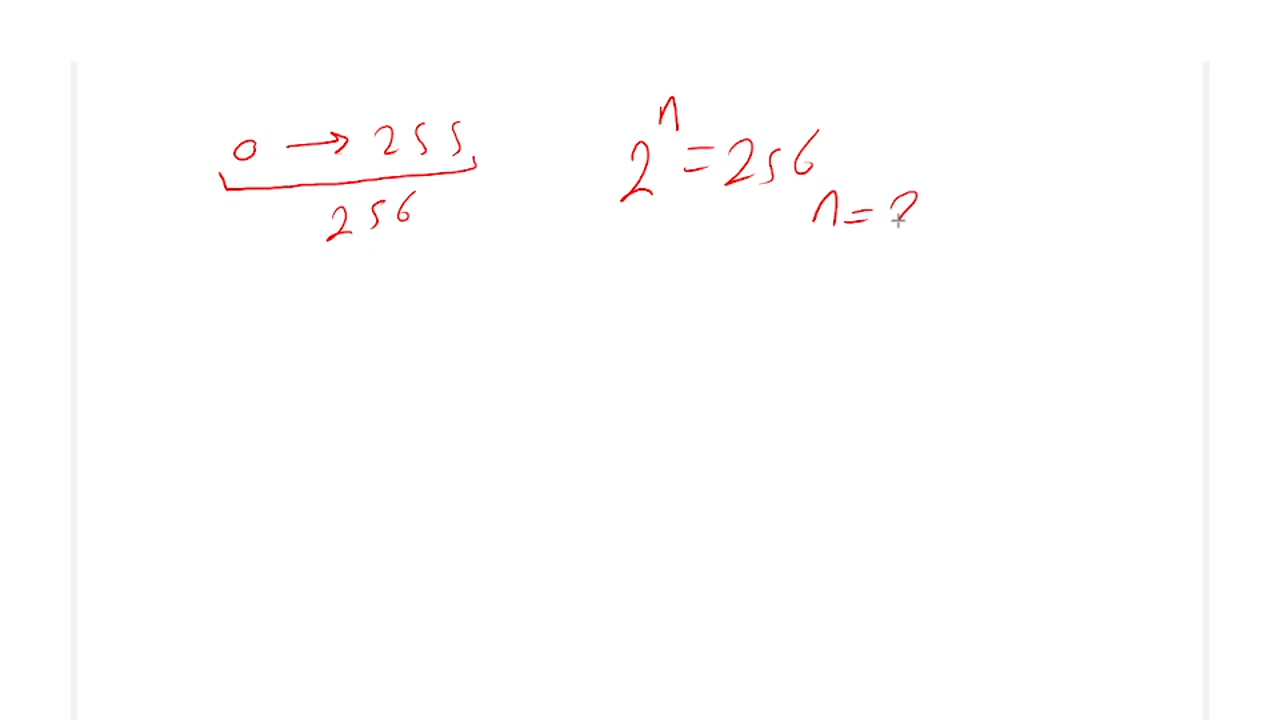 0 → 255
256
2^n = 256
n = ?